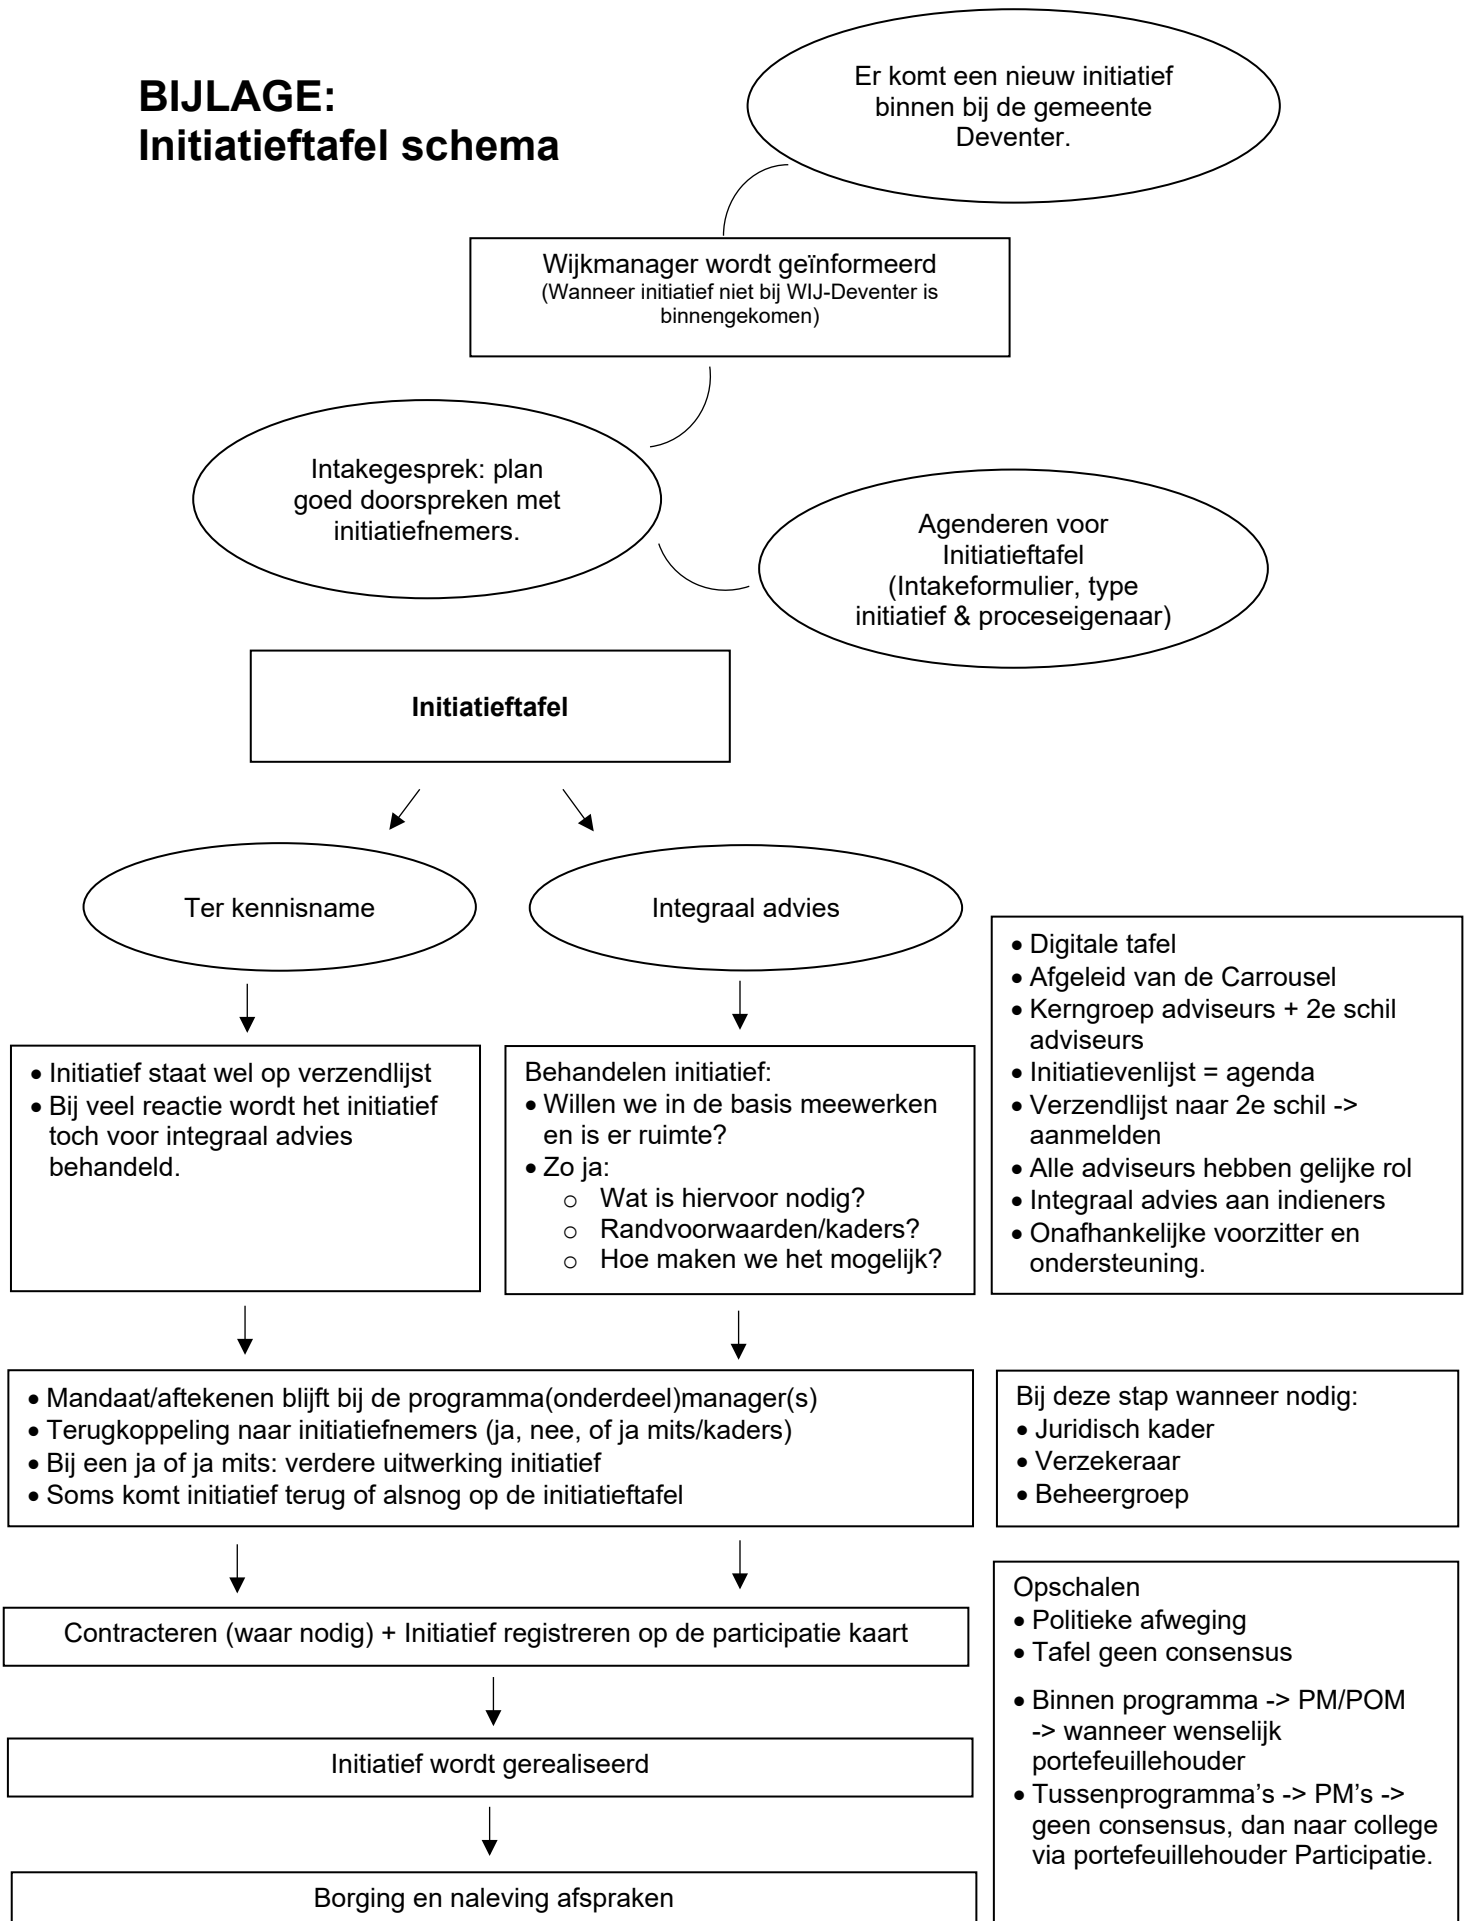 BIJLAGE:
Initiatieftafel schema
Er komt een nieuw initiatief
binnen bij de gemeente
Deventer.
Wijkmanager wordt geïnformeerd
(Wanneer initiatief niet bij WIJ-Deventer is
binnengekomen)
Intakegesprek: plan
goed doorspreken met
initiatiefnemers.
Agenderen voor
Initiatieftafel
(Intakeformulier, type
initiatief & proceseigenaar)
Initiatieftafel
Ter kennisname
Integraal advies
• Digitale tafel
• Afgeleid van de Carrousel
• Kerngroep adviseurs + 2e schil
adviseurs
• Initiatievenlijst = agenda
• Verzendlijst naar 2e schil ->
aanmelden
• Alle adviseurs hebben gelijke rol
• Integraal advies aan indieners
• Onafhankelijke voorzitter en
ondersteuning.
• Initiatief staat wel op verzendlijst
• Bij veel reactie wordt het initiatief
toch voor integraal advies
behandeld.
Behandelen initiatief:
• Willen we in de basis meewerken
en is er ruimte?
• Zo ja:
o Wat is hiervoor nodig?
o Randvoorwaarden/kaders?
o Hoe maken we het mogelijk?
• Mandaat/aftekenen blijft bij de programma(onderdeel)manager(s)
• Terugkoppeling naar initiatiefnemers (ja, nee, of ja mits/kaders)
• Bij een ja of ja mits: verdere uitwerking initiatief
• Soms komt initiatief terug of alsnog op de initiatieftafel
Bij deze stap wanneer nodig:
• Juridisch kader
• Verzekeraar
• Beheergroep
Contracteren (waar nodig) + Initiatief registreren op de participatie kaart
Initiatief wordt gerealiseerd
Borging en naleving afspraken
Opschalen
• Politieke afweging
• Tafel geen consensus
• Binnen programma -> PM/POM
-> wanneer wenselijk
portefeuillehouder
• Tussenprogramma’s -> PM’s ->
geen consensus, dan naar college
via portefeuillehouder Participatie.